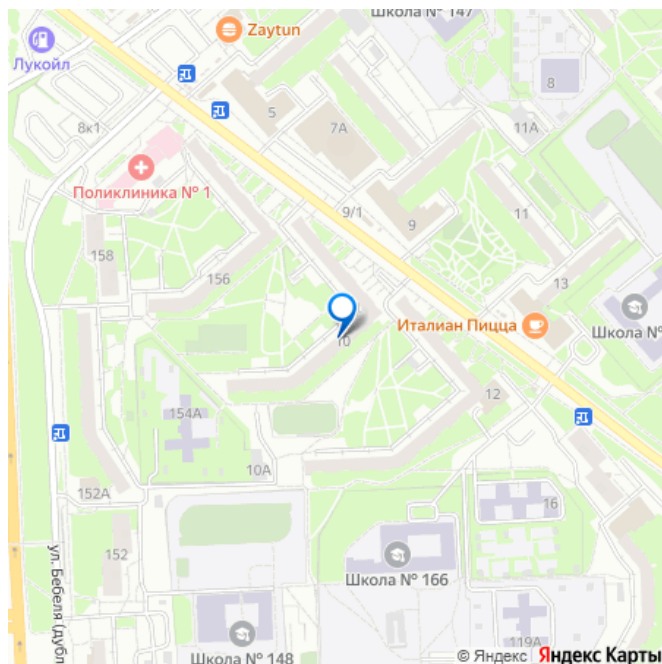 Школа № 147
Zaytun
Лукойл
8
5
8к1
7А
11А
Поликлиника № 1
9/1
9
11
158
156
13
Италиан Пицца
Школа №
10
12
154А
10А
152А
16
152
Школа № 166
ул. Бебеля (дубл
119А
Школа № 148
© Яндекс Яндекс Карты